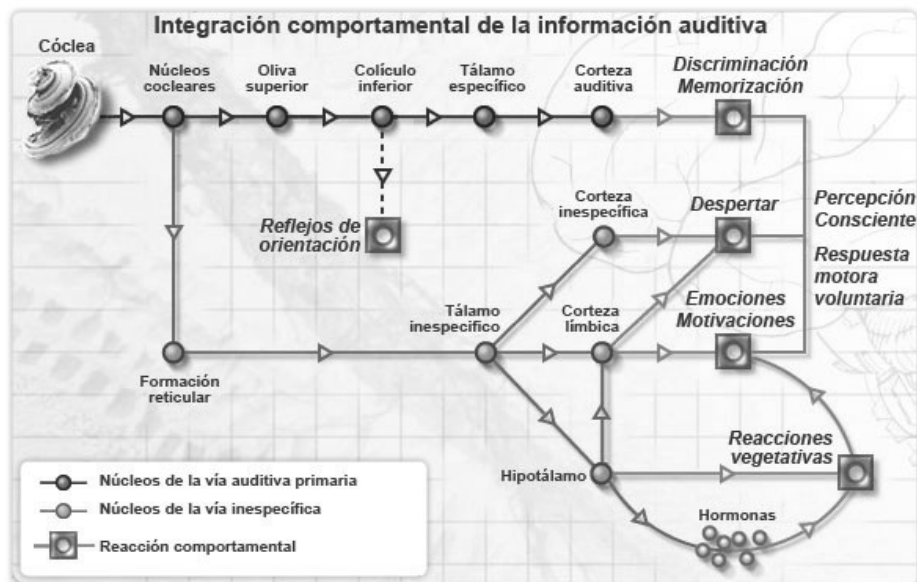 Integración comportamental de la información auditiva
Cóclea
Núcleos
cocleares
Oliva
superior
Colículo
inferior
Tálamo
específico
Corteza
auditiva
Discriminación
Memorización
Reflejos de
orientación
Corteza
inespecífica
Despertar
Percepción
Consciente
Respuesta
motora
voluntaria
Tálamo
inespecifico
Corteza
límbica
Emociones
Motivaciones
Formación
reticular
Hipotálamo
Reacciones
vegetativas
Hormonas
Núcleos de la vía auditiva primaria
Núcleos de la vía inespecífica
Reacción comportamental